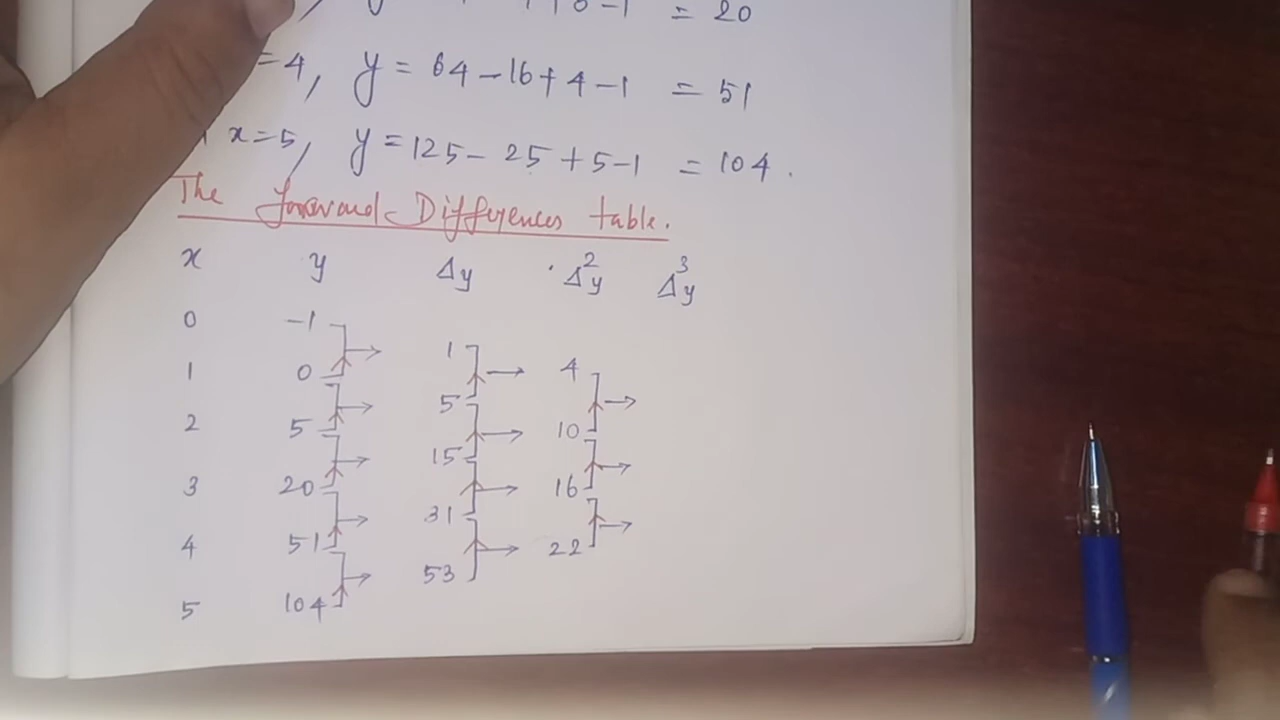 -1 = 20
=4, y = 64-16+4-1 = 51
x=5, y = 125-25+5-1 = 104.
The forward Differences table.
x y Δy Δ²y Δ³y
0 -1
1
1 0 4
5
2 5 10
15
3 20 16
31
4 51 22
53
5 104